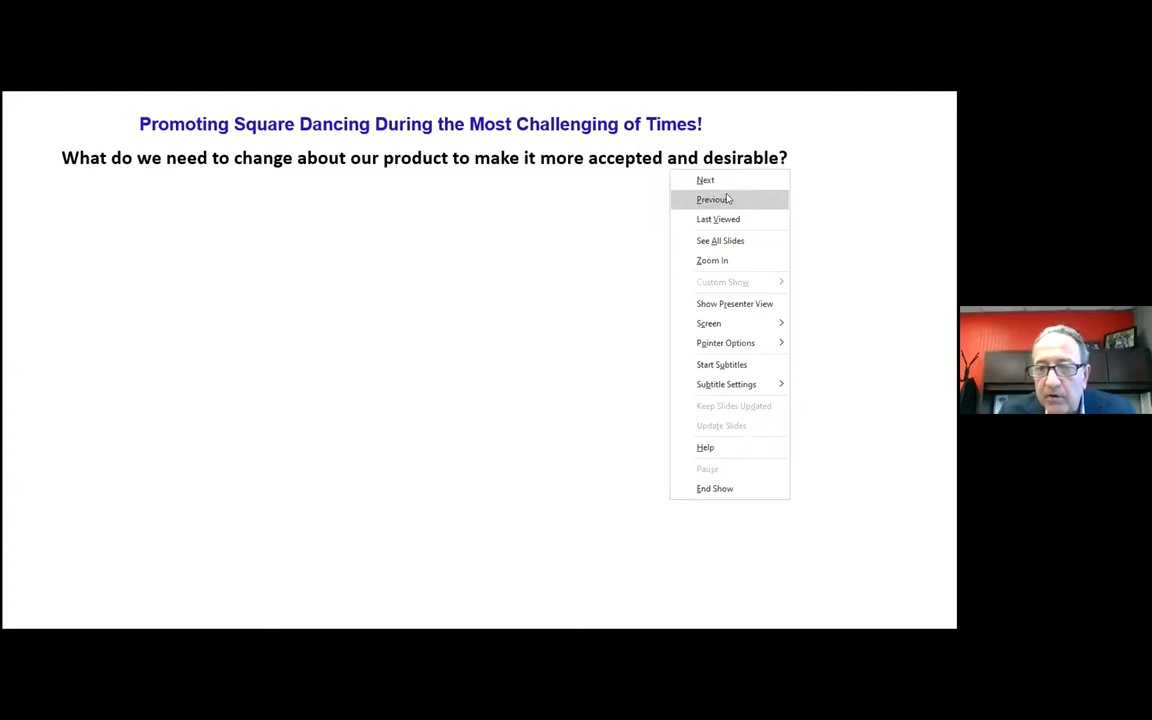 Promoting Square Dancing During the Most Challenging of Times!
What do we need to change about our product to make it more accepted and desirable?
Next
Previous
Last Viewed
See All Slides
Zoom In
Custom Show
Show Presenter View
Screen
Pointer Options
Start Subtitles
Subtitle Settings
Keep Slides Updated
Update Slides
Help
Pause
End Show